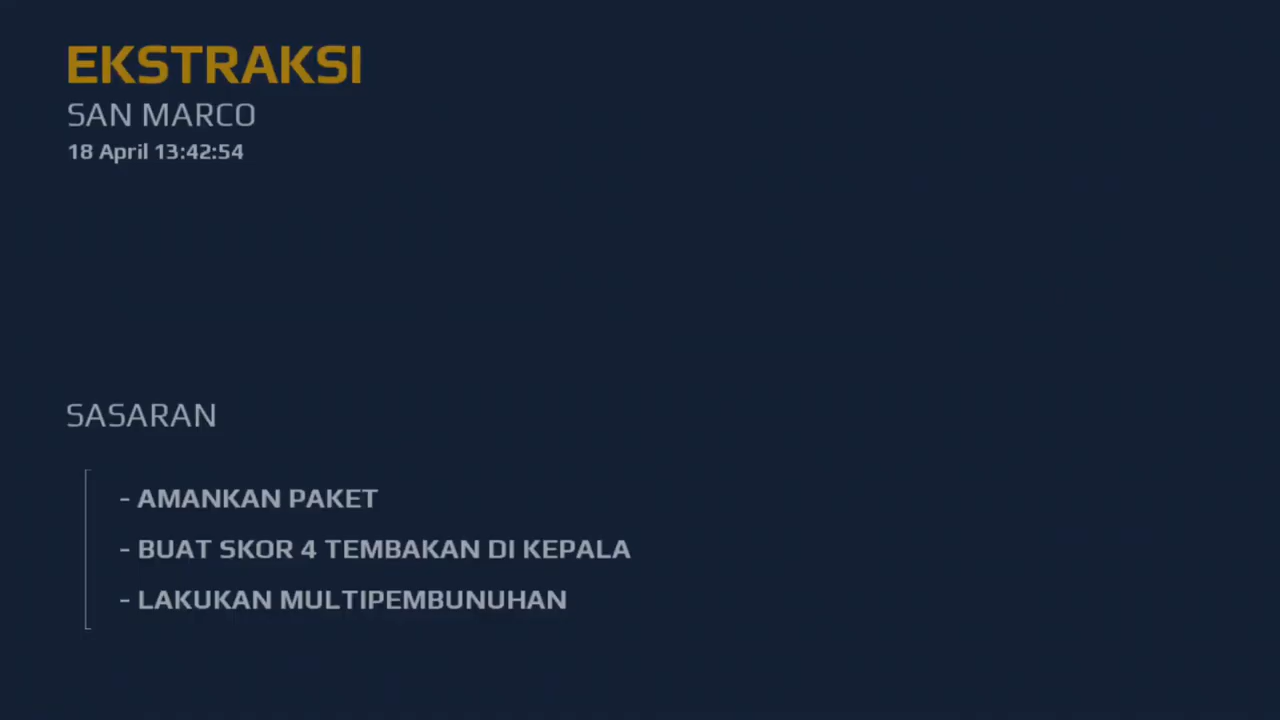 EKSTRAKSI
SAN MARCO
18 April 13:42:54
SASARAN
- AMANKAN PAKET
- BUAT SKOR 4 TEMBAKAN DI KEPALA
- LAKUKAN MULTIPEMBUNUHAN